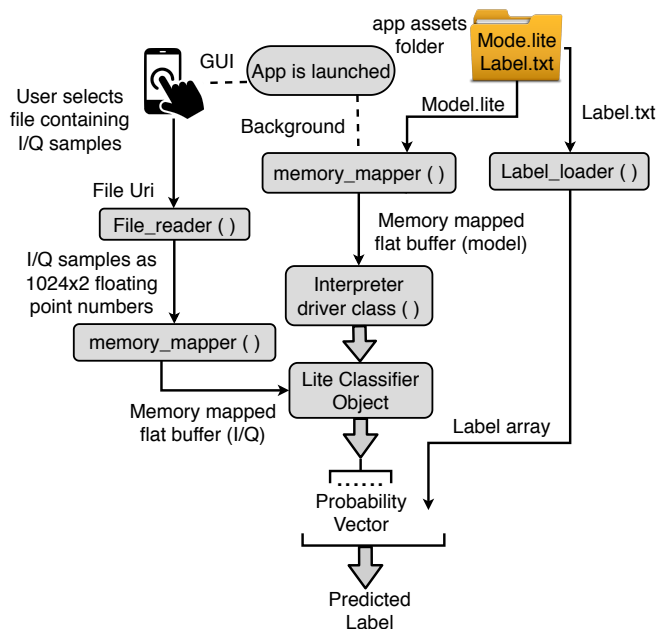 app assets
folder
Mode.lite
Label.txt
GUI
App is launched
User selects
file containing
I/Q samples
Background
Model.lite
Label.txt
memory_mapper ( )
Label_loader ( )
File Uri
File_reader ( )
Memory mapped
flat buffer (model)
I/Q samples as
1024x2 floating
point numbers
Interpreter
driver class ( )
memory_mapper ( )
Lite Classifier
Object
Memory mapped
flat buffer (I/Q)
Label array
......
Probability
Vector
Predicted
Label